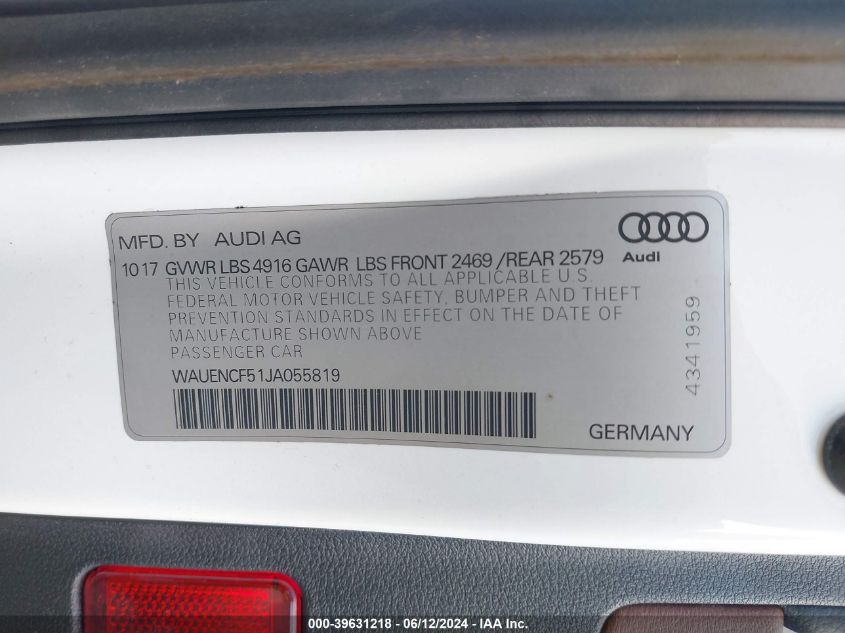 MFD. BY AUDI AG
Audi
10 17 GVWR LBS 4916 GAWR LBS FRONT 2469 /REAR 2579
THIS VEHICLE CONFORMS TO ALL APPLICABLE U S
FEDERAL MOTOR VEHICLE SAFETY, BUMPER AND THEFT
PREVENTION STANDARDS IN EFFECT ON THE DATE OF
MANUFACTURE SHOWN ABOVE
PASSENGER CAR
WAUENCF51JA055819
4341959
GERMANY
000-39631218 - 06/12/2024 - IAA, Inc.